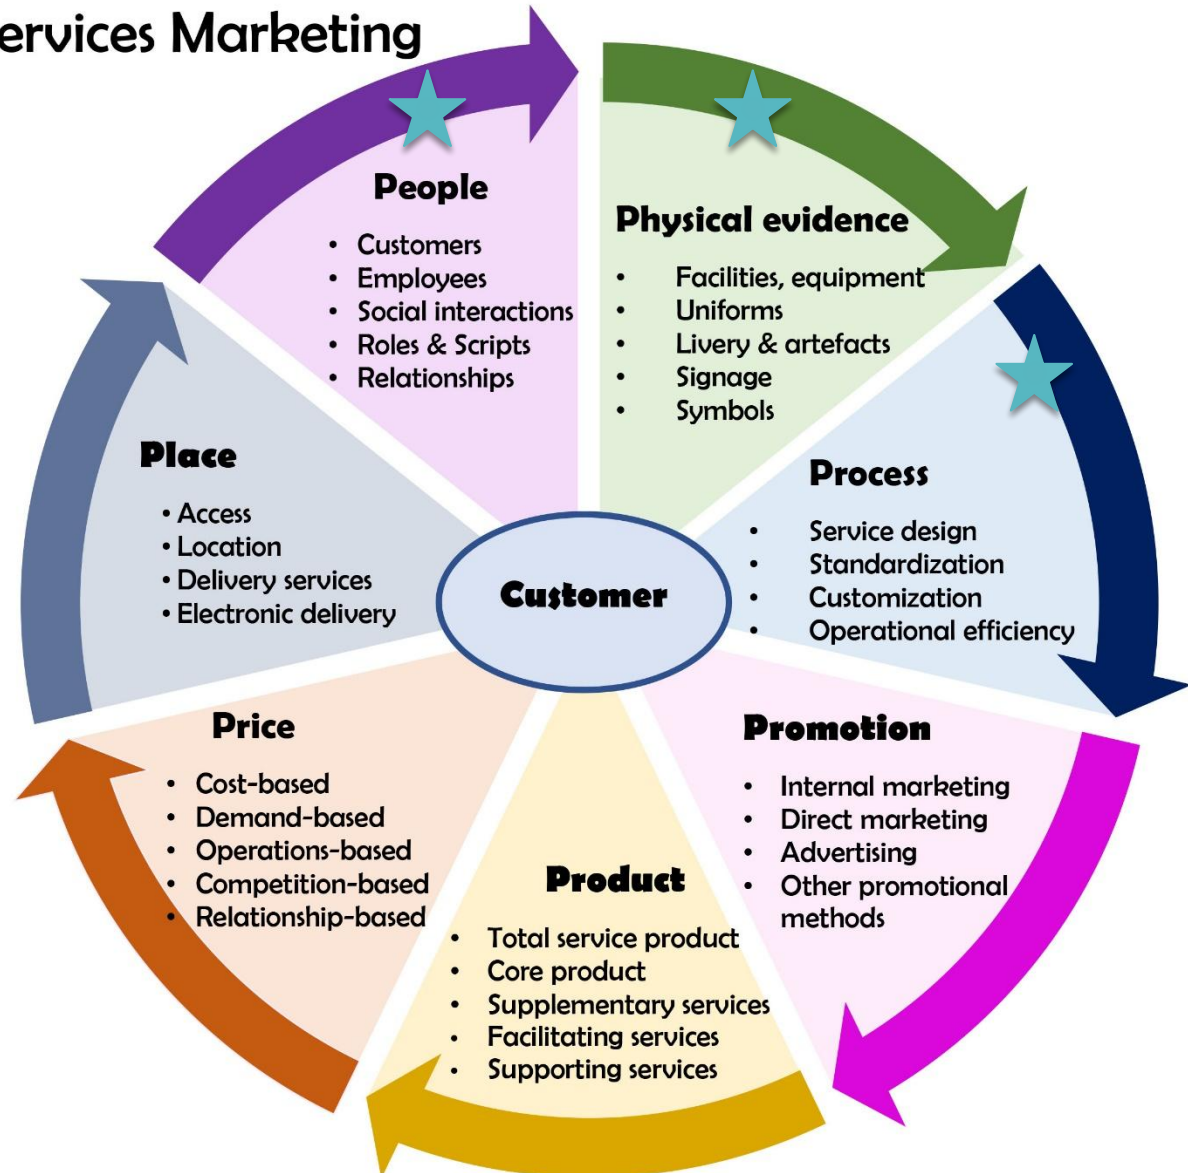 ervices Marketing
People
• Customers
• Employees
• Social interactions
• Roles & Scripts
• Relationships
Physical evidence
• Facilities, equipment
• Uniforms
• Livery & artefacts
• Signage
• Symbols
Process
• Service design
• Standardization
• Customization
• Operational efficiency
Promotion
• Internal marketing
• Direct marketing
• Advertising
• Other promotional
methods
Product
• Total service product
• Core product
• Supplementary services
• Facilitating services
• Supporting services
Price
• Cost-based
• Demand-based
• Operations-based
• Competition-based
• Relationship-based
Place
• Access
• Location
• Delivery services
• Electronic delivery
Customer